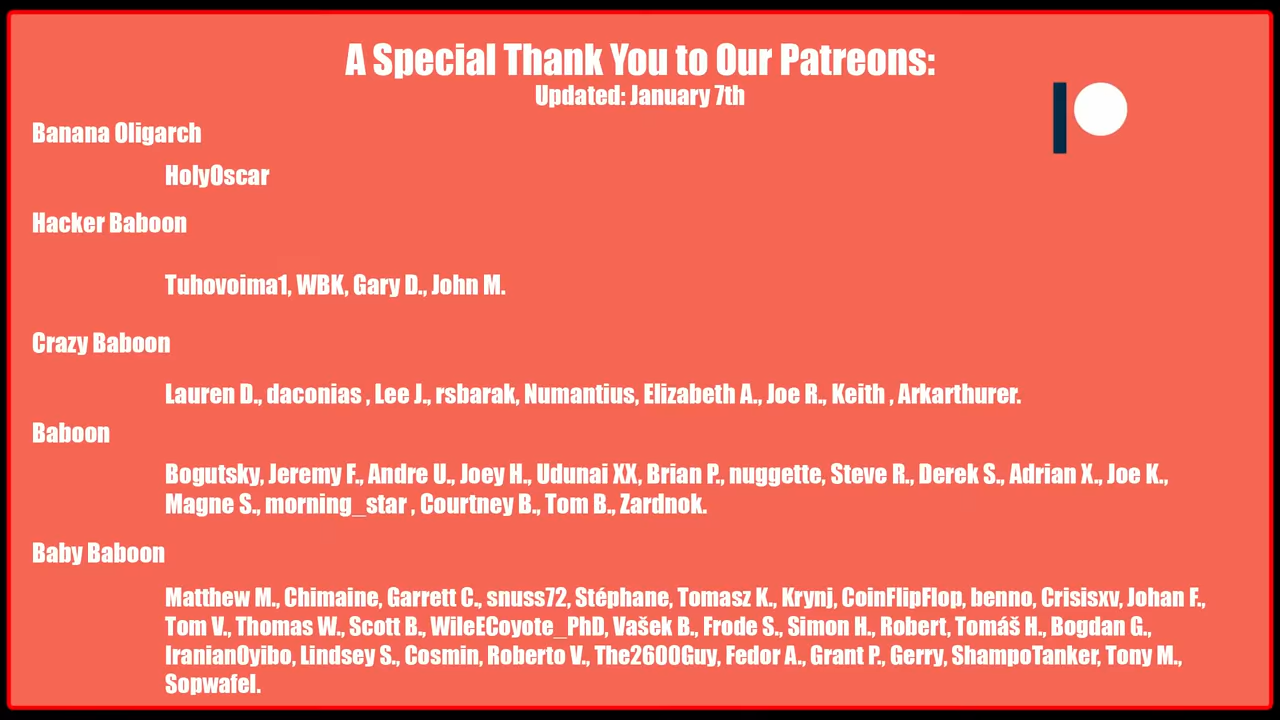 A Special Thank You to Our Patreons:
Updated: January 7th
Banana Oligarch
HolyOscar
Hacker Baboon
Tuhovoima1, WBK, Gary D., John M.
Crazy Baboon
Lauren D., daconias , Lee J., rsbarak, Numantius, Elizabeth A., Joe R., Keith , Arkarthurer.
Baboon
Bogutsky, Jeremy F., Andre U., Joey H., Udunai XX, Brian P., nuggette, Steve R., Derek S., Adrian X., Joe K.,
Magne S., morning_star , Courtney B., Tom B., Zardnok.
Baby Baboon
Matthew M., Chimaine, Garrett C., snuss72, Stéphane, Tomasz K., Krynj, CoinFlipFlop, benno, Crisisxv, Johan F.,
Tom V., Thomas W., Scott B., WileECoyote_PhD, Vašek B., Frode S., Simon H., Robert, Tomáš H., Bogdan G.,
IranianOyibo, Lindsey S., Cosmin, Roberto V., The2600Guy, Fedor A., Grant P., Gerry, ShampoTanker, Tony M.,
Sopwafel.